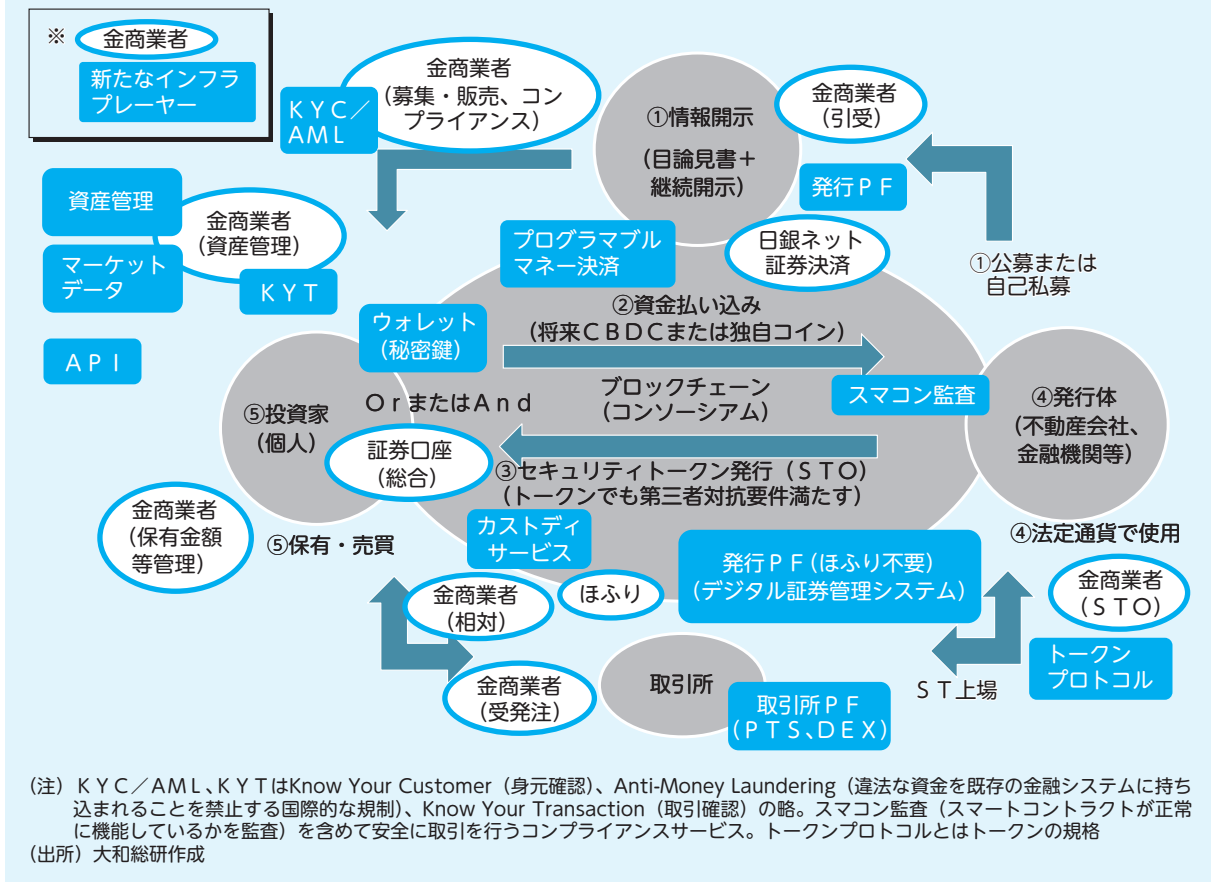 ※
金商業者
新たなインフラ
プレーヤー
ＫＹＣ／
ＡＭＬ
金商業者
（募集・販売、コン
プライアンス）
①情報開示
（目論見書＋
継続開示）
金商業者
（引受）
発行ＰＦ
①公募または
自己私募
資産管理
金商業者
（資産管理）
マーケット
データ
ＫＹＴ
ＡＰＩ
プログラマブル
マネー決済
日銀ネット
証券決済
②資金払い込み
（将来ＣＢＤＣまたは独自コイン）
ウォレット
（秘密鍵）
ブロックチェーン
（コンソーシアム）
スマコン監査
④発行体
（不動産会社、
金融機関等）
⑤投資家
（個人）
ＯｒまたはＡｎｄ
証券口座
（総合）
③セキュリティトークン発行（ＳＴＯ）
（トークンでも第三者対抗要件満たす）
金商業者
（保有金額
等管理）
⑤保有・売買
カストディ
サービス
発行ＰＦ（ほふり不要）
（デジタル証券管理システム）
④法定通貨で使用
金商業者
（ＳＴＯ）
金商業者
（相対）
ほふり
トークン
プロトコル
金商業者
（受発注）
取引所
取引所ＰＦ
（ＰＴＳ、ＤＥＸ）
ＳＴ上場
（注）ＫＹＣ／ＡＭＬ、ＫＹＴはKnow Your Customer（身元確認）、Anti-Money Laundering（違法な資金を既存の金融システムに持ち
込まれることを禁止する国際的な規制）、Know Your Transaction（取引確認）の略。スマコン監査（スマートコントラクトが正常
に機能しているかを監査）を含めて安全に取引を行うコンプライアンスサービス。トークンプロトコルとはトークンの規格
（出所）大和総研作成